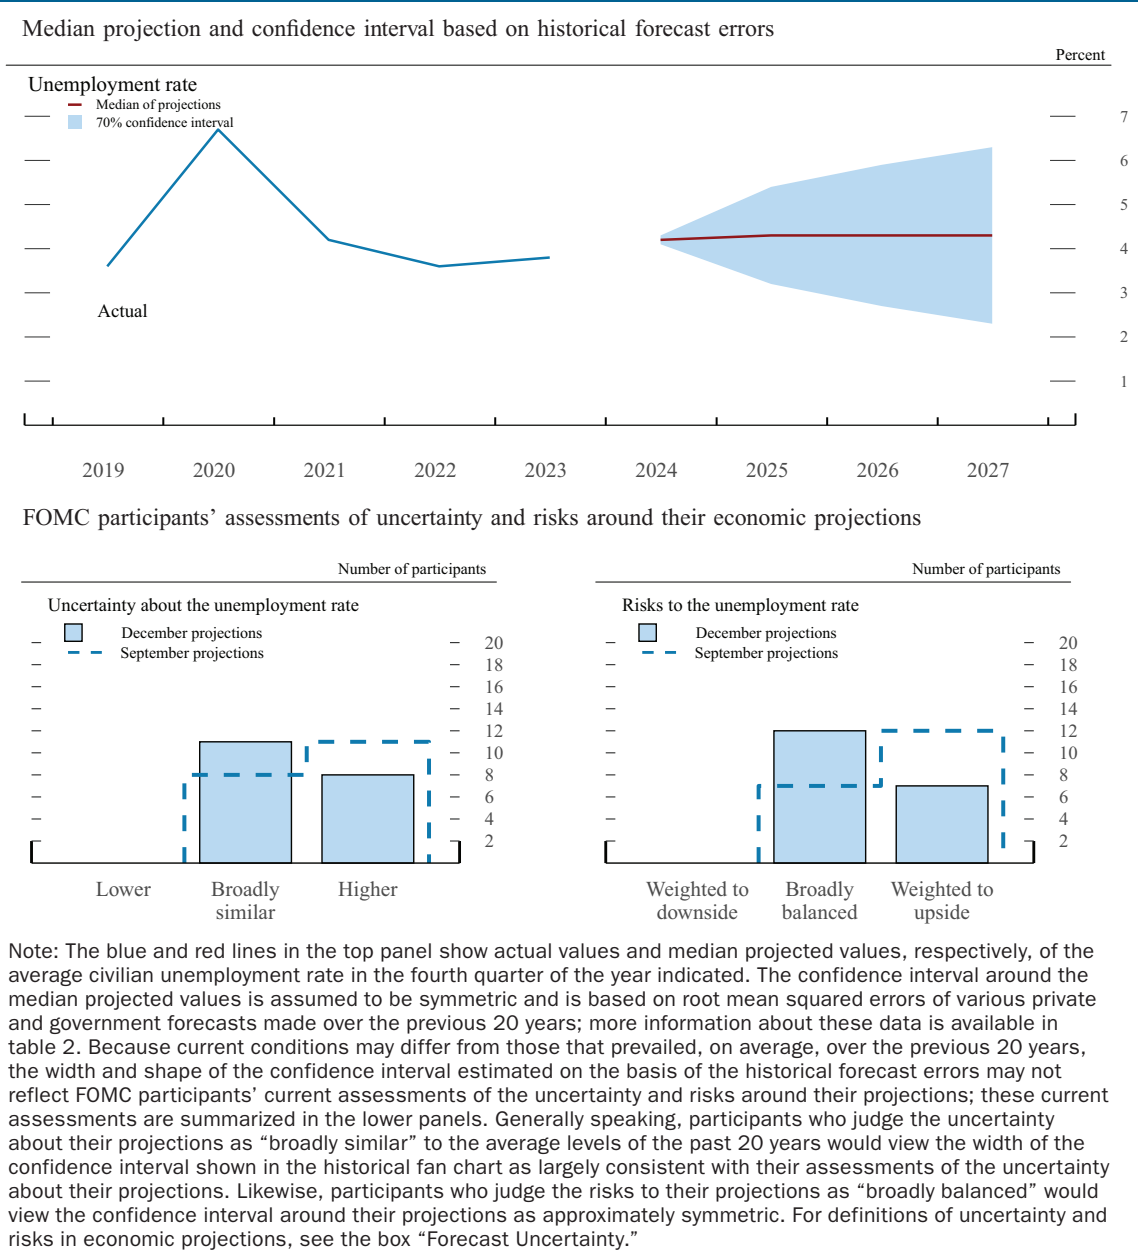 Median projection and confidence interval based on historical forecast errors
Percent
Unemployment rate
Median of projections
70% confidence interval
7
6
5
4
3
2
1
Actual
2019 2020 2021 2022 2023 2024 2025 2026 2027
FOMC participants’ assessments of uncertainty and risks around their economic projections
Number of participants
Uncertainty about the unemployment rate
December projections
September projections
20
18
16
14
12
10
8
6
4
2
Lower Broadly similar Higher
Number of participants
Risks to the unemployment rate
December projections
September projections
20
18
16
14
12
10
8
6
4
2
Weighted to downside Broadly balanced Weighted to upside
Note: The blue and red lines in the top panel show actual values and median projected values, respectively, of the
average civilian unemployment rate in the fourth quarter of the year indicated. The confidence interval around the
median projected values is assumed to be symmetric and is based on root mean squared errors of various private
and government forecasts made over the previous 20 years; more information about these data is available in
table 2. Because current conditions may differ from those that prevailed, on average, over the previous 20 years,
the width and shape of the confidence interval estimated on the basis of the historical forecast errors may not
reflect FOMC participants’ current assessments of the uncertainty and risks around their projections; these current
assessments are summarized in the lower panels. Generally speaking, participants who judge the uncertainty
about their projections as “broadly similar” to the average levels of the past 20 years would view the width of the
confidence interval shown in the historical fan chart as largely consistent with their assessments of the uncertainty
about their projections. Likewise, participants who judge the risks to their projections as “broadly balanced” would
view the confidence interval around their projections as approximately symmetric. For definitions of uncertainty and
risks in economic projections, see the box “Forecast Uncertainty.”